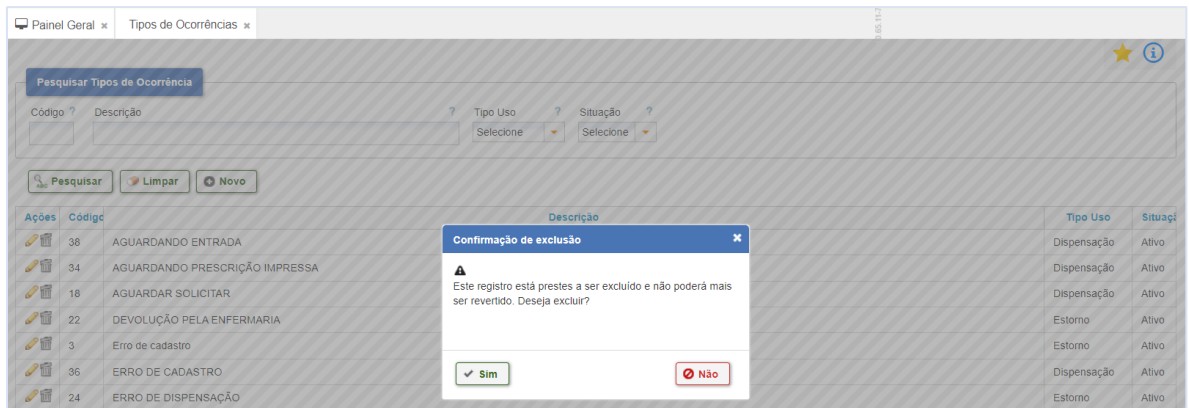 Painel Geral Tipos de Ocorrências
Pesquisar Tipos de Ocorrência
Código ? Descrição ? Tipo Uso ? Situação ?
Selecione Selecione
Pesquisar Limpar Novo
Ações Código Descrição Tipo Uso Situaçã
38 AGUARDANDO ENTRADA Dispensação Ativo
34 AGUARDANDO PRESCRIÇÃO IMPRESSA Dispensação Ativo
18 AGUARDAR SOLICITAR Dispensação Ativo
22 DEVOLUÇÃO PELA ENFERMARIA Estorno Ativo
3 Erro de cadastro Estorno Ativo
36 ERRO DE CADASTRO Dispensação Ativo
24 ERRO DE DISPENSAÇÃO Estorno Ativo
Confirmação de exclusão
Este registro está prestes a ser excluído e não poderá mais
ser revertido. Deseja excluir?
Sim Não